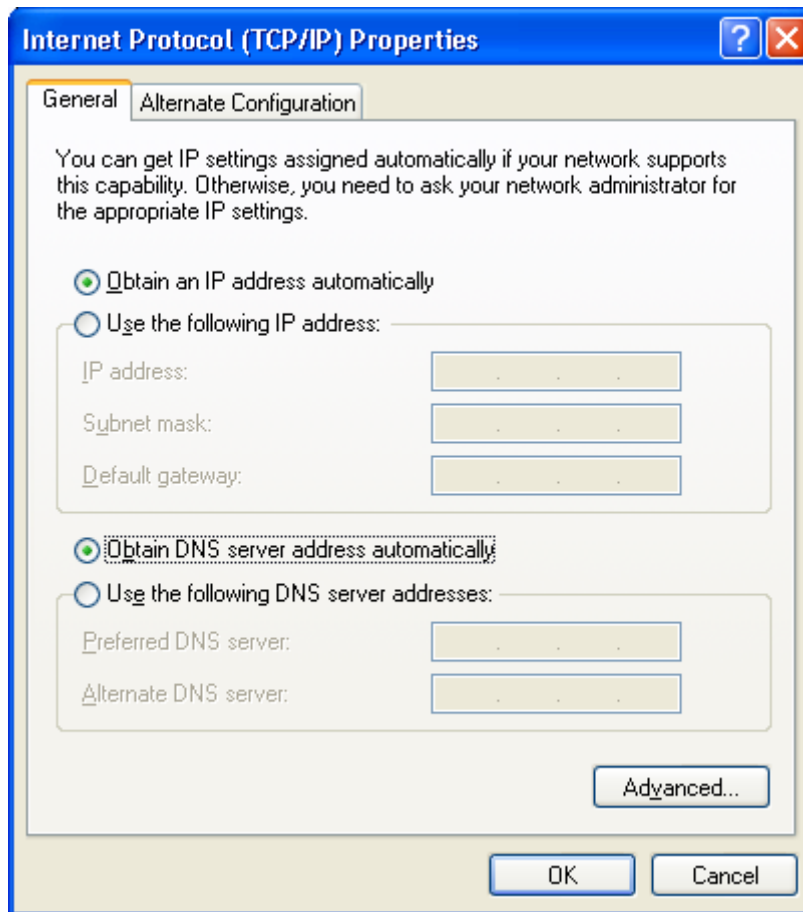 Internet Protocol (TCP/IP) Properties
General
Alternate Configuration
You can get IP settings assigned automatically if your network supports
this capability. Otherwise, you need to ask your network administrator for
the appropriate IP settings.
Obtain an IP address automatically
Use the following IP address:
IP address:
Subnet mask:
Default gateway:
Obtain DNS server address automatically
Use the following DNS server addresses:
Preferred DNS server:
Alternate DNS server:
Advanced...
OK
Cancel